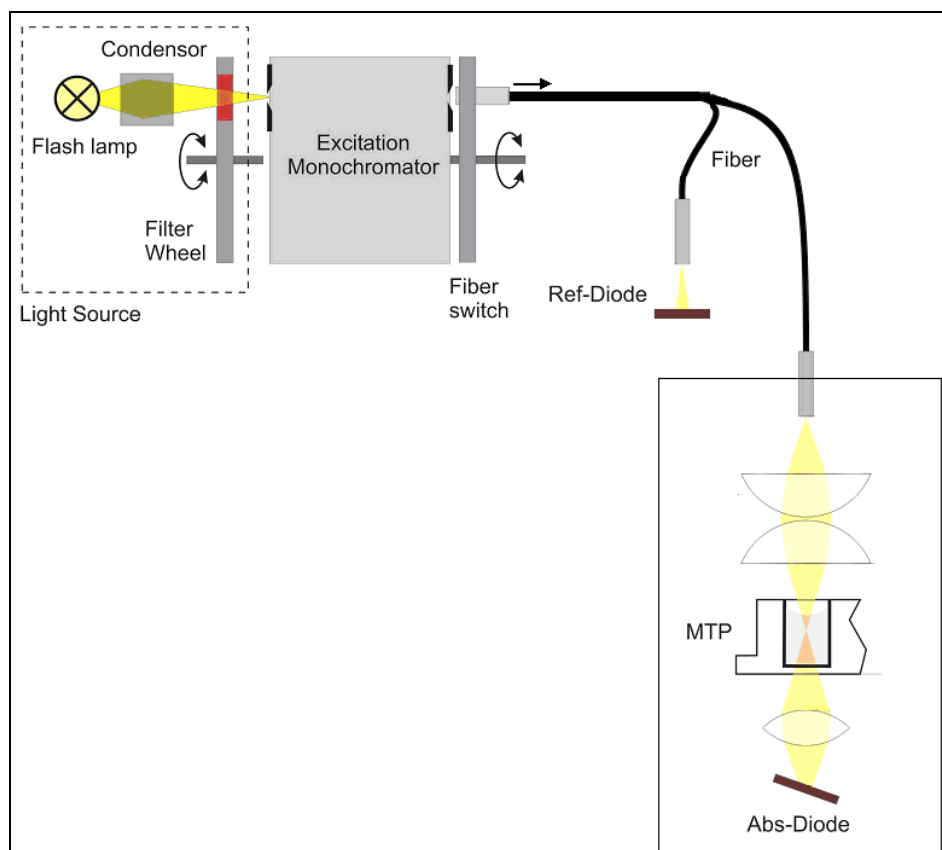 Condensor
Flash lamp
Filter
Wheel
Light Source
Excitation
Monochromator
Fiber
switch
Fiber
Ref-Diode
MTP
Abs-Diode